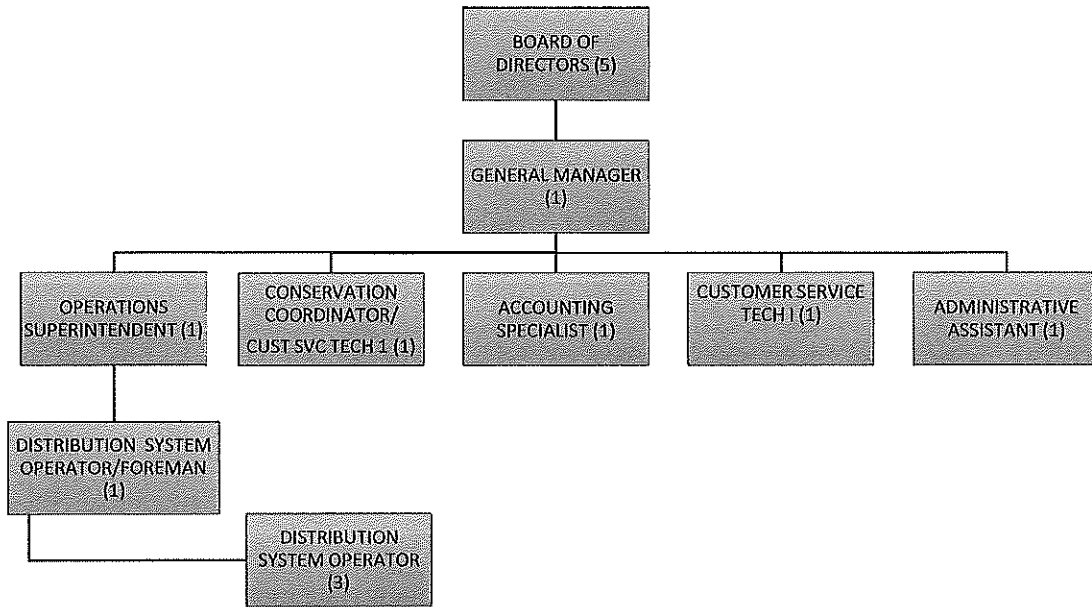 BOARD OF
DIRECTORS (5)
GENERAL MANAGER
(1)
OPERATIONS
SUPERINTENDENT (1)
CONSERVATION
COORDINATOR/
CUST SVC TECH 1 (1)
ACCOUNTING
SPECIALIST (1)
CUSTOMER SERVICE
TECH I (1)
ADMINISTRATIVE
ASSISTANT (1)
DISTRIBUTION SYSTEM
OPERATOR/FOREMAN
(1)
DISTRIBUTION
SYSTEM OPERATOR
(3)